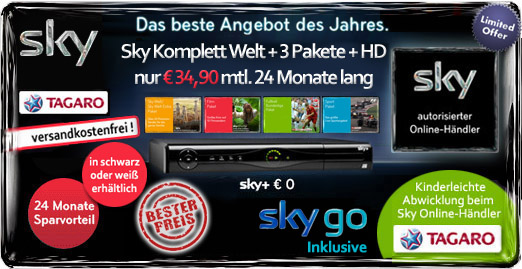 Das beste Angebot des Jahres.
Limited
Offer
sky
Sky Komplett Welt + 3 Pakete + HD
nur € 34,90 mtl. 24 Monate lang
TAGARO
versandkostenfrei !
sky
autorisierter
Online-Händler
in schwarz
oder weiß
erhältlich
sky+ € 0
24 Monate
Sparvorteil
BESTER
PREIS
sky go
Inklusive
Kinderleichte
Abwicklung beim
Sky Online-Händler
TAGARO